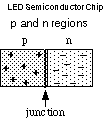 LED Semiconductor Chip
p and n regions
p n
junction